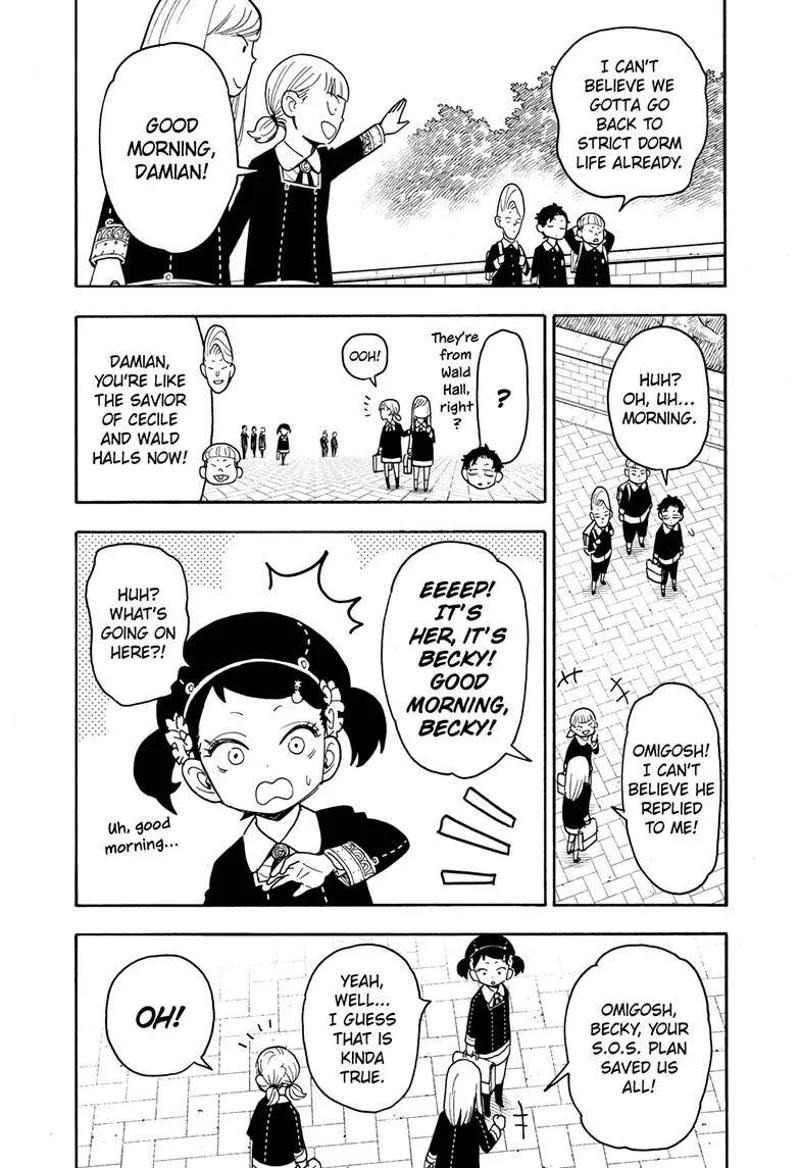 I CAN'T
BELIEVE WE
GOTTA GO
BACK TO
STRICT DORM
LIFE ALREADY.
GOOD
MORNING,
DAMIAN!
HUH?
OH, UH...
MORNING.
OMIGOSH!
I CAN'T
BELIEVE HE
REPLIED
TO ME!
?
They're
from
Wald
Hall,
right
?
OOH!
DAMIAN,
YOU'RE LIKE
THE SAVIOR
OF CECILE
AND WALD
HALLS NOW!
EEEEP!
IT'S
HER, IT'S
BECKY!
GOOD
MORNING,
BECKY!
HUH?
WHAT'S
GOING ON
HERE?!
Uh, good
morning...
OMIGOSH,
BECKY, YOUR
S.O.S. PLAN
SAVED US
ALL!
YEAH,
WELL...
I GUESS
THAT IS
KINDA
TRUE.
OH!